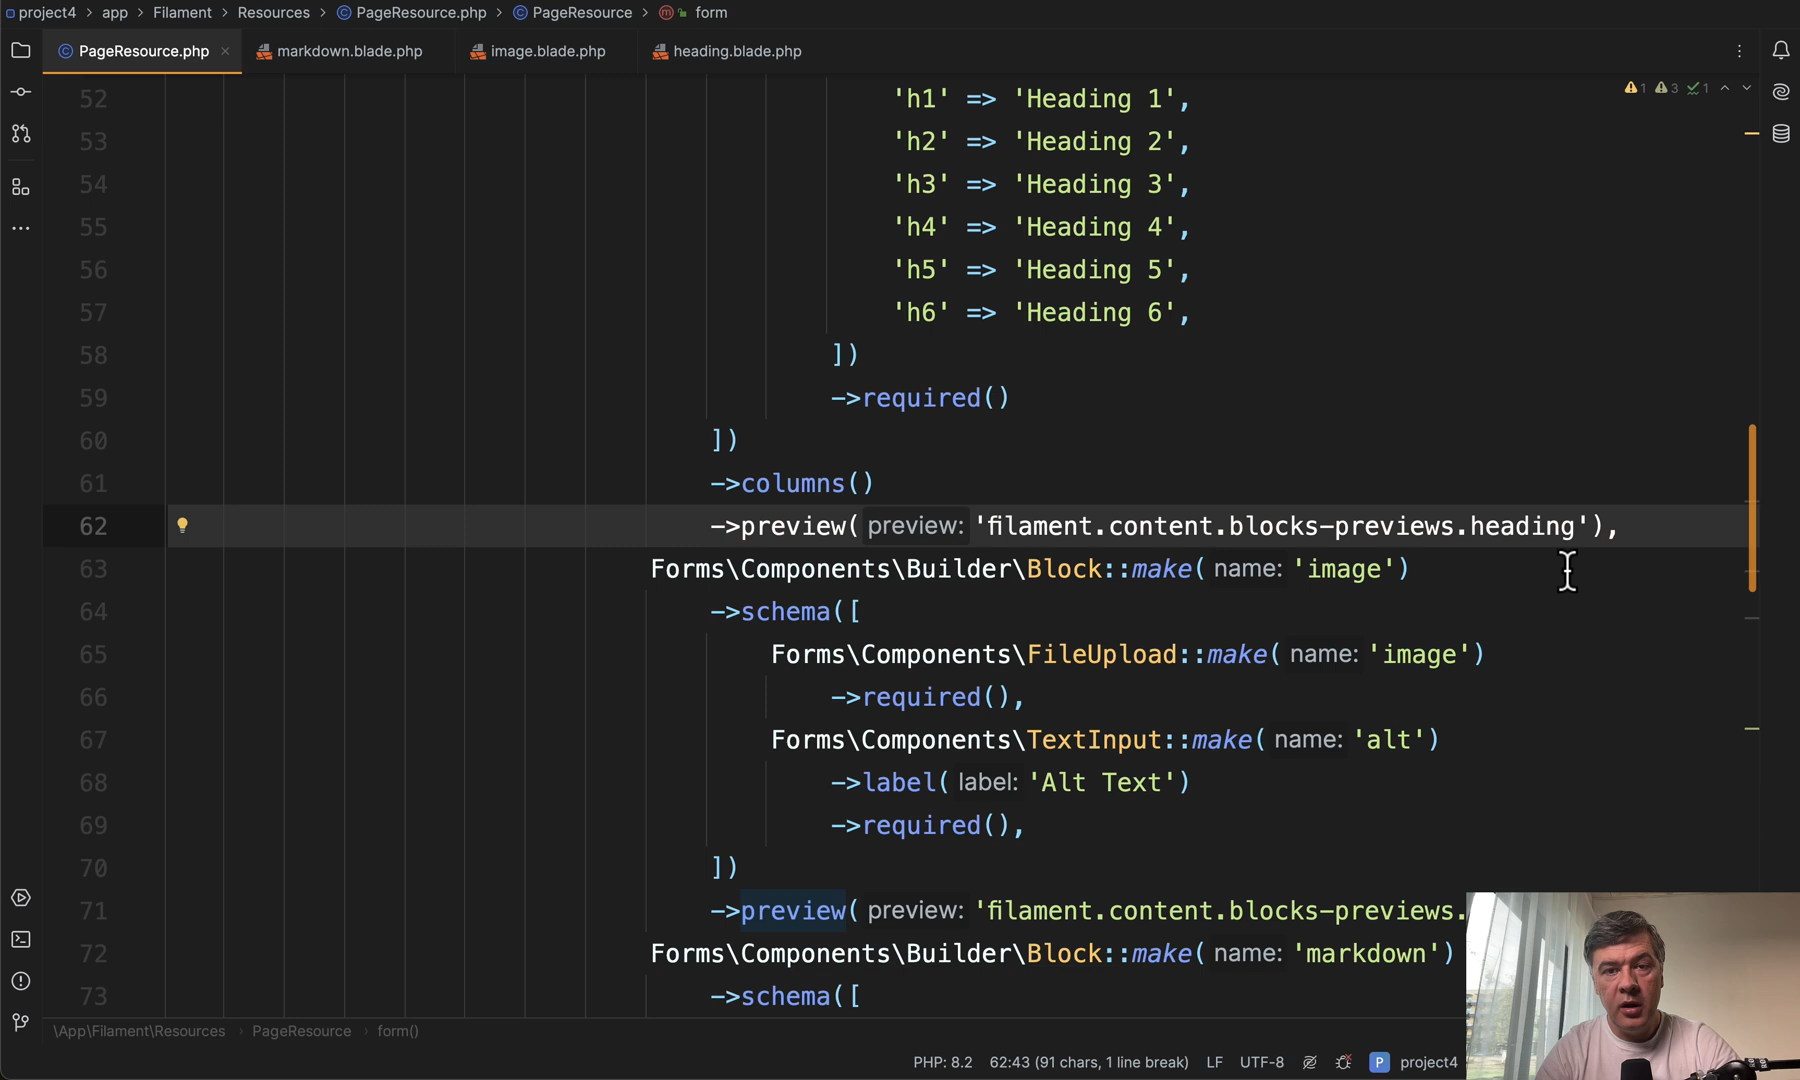 project4 > app > Filament > Resources > PageResource.php > PageResource > form
PageResource.php × markdown.blade.php image.blade.php heading.blade.php
1 3 1
52 'h1' => 'Heading 1',
53 'h2' => 'Heading 2',
54 'h3' => 'Heading 3',
55 'h4' => 'Heading 4',
56 'h5' => 'Heading 5',
57 'h6' => 'Heading 6',
58 ])
59 ->required()
60 ])
61 ->columns()
62 ->preview( preview: 'filament.content.blocks-previews.heading'),
63 Forms\Components\Builder\Block::make( name: 'image')
64 ->schema([
65 Forms\Components\FileUpload::make( name: 'image')
66 ->required(),
67 Forms\Components\TextInput::make( name: 'alt')
68 ->label( label: 'Alt Text')
69 ->required(),
70 ])
71 ->preview( preview: 'filament.content.blocks-previews.
72 Forms\Components\Builder\Block::make( name: 'markdown')
73 ->schema([
\App\Filament\Resources > PageResource > form()
PHP: 8.2 62:43 (91 chars, 1 line break) LF UTF-8 P project4